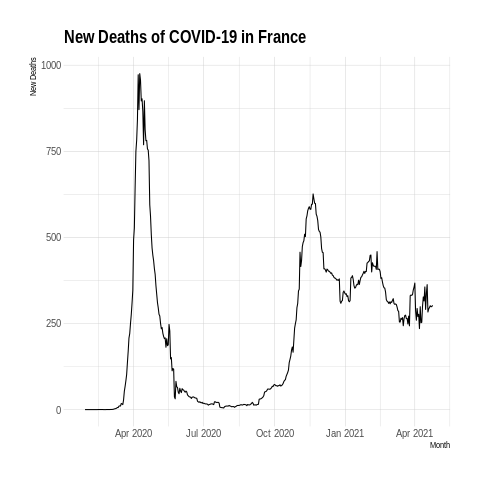 New Deaths of COVID-19 in France
New Deaths
1000
750
500
250
0
Apr 2020 Jul 2020 Oct 2020 Jan 2021 Apr 2021
Month